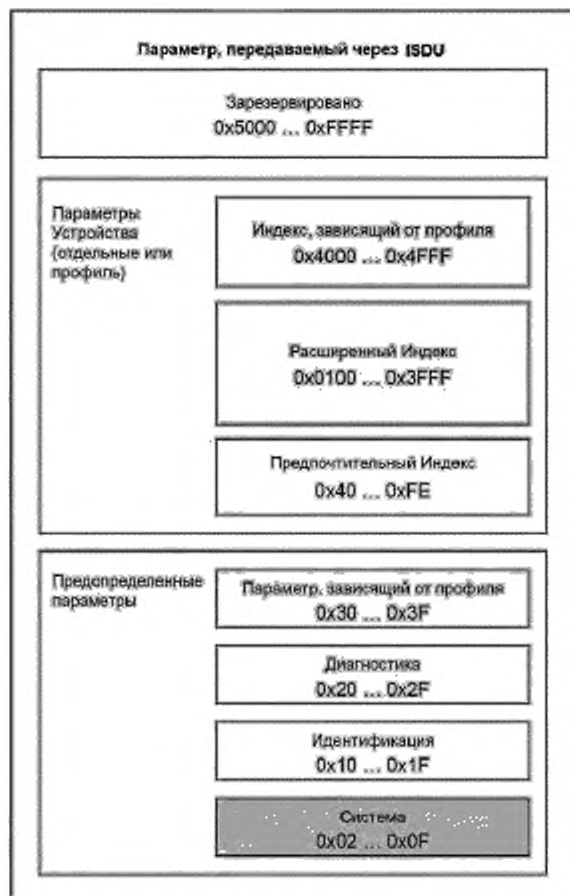 Параметр, передаваемый через ISDU
Зарезервировано
0x5000 ... 0xFFFF
Параметры
Устройства
(отдельные или
профиль)
Индекс, зависящий от профиля
0x4000 ... 0x4FFF
Расширенный Индекс
0x0100 ... 0x3FFF
Предпочтительный Индекс
0x40 ... 0xFE
Предопределенные
параметры
Параметр, зависящий от профиля
0x30 ... 0x3F
Диагностика
0x20 ... 0x2F
Идентификация
0x10 ... 0x1F
Система
0x02 ... 0x0F